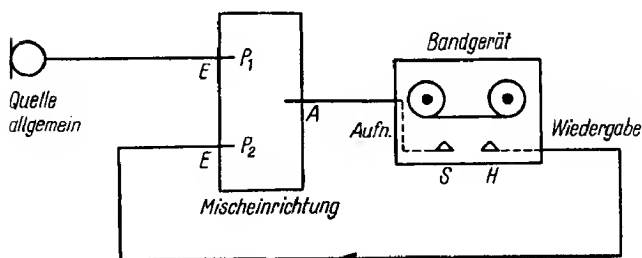 Quelle
allgemein
E
P1
E
P2
A
Mischeinrichtung
Bandgerät
Aufn.
S
H
Wiedergabe